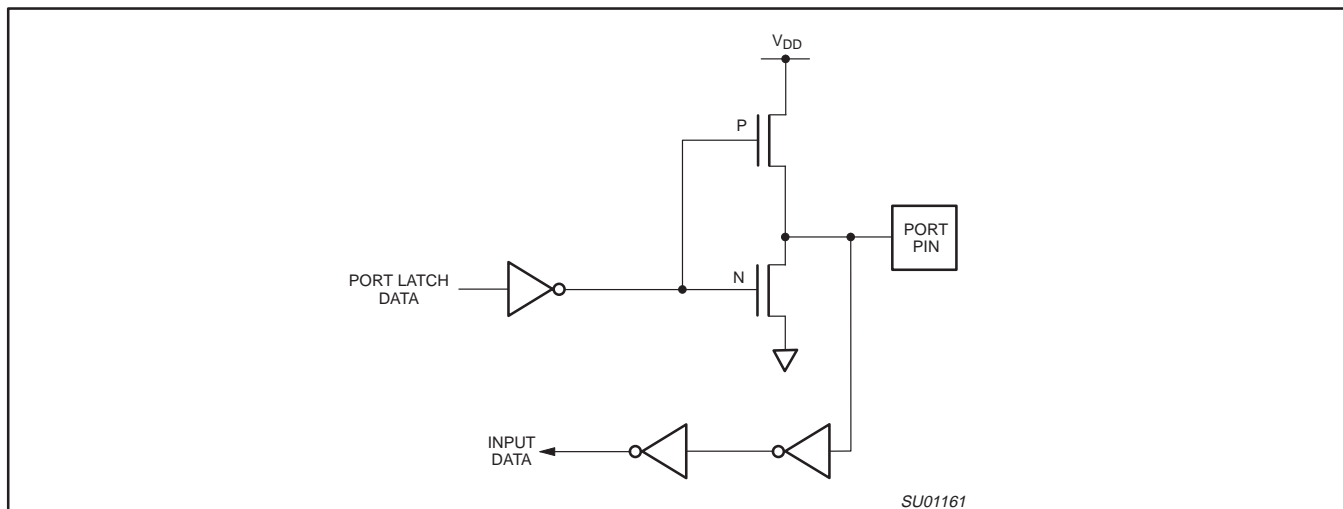 VDD
P
PORT
PIN
N
PORT LATCH
DATA
INPUT
DATA
SU01161